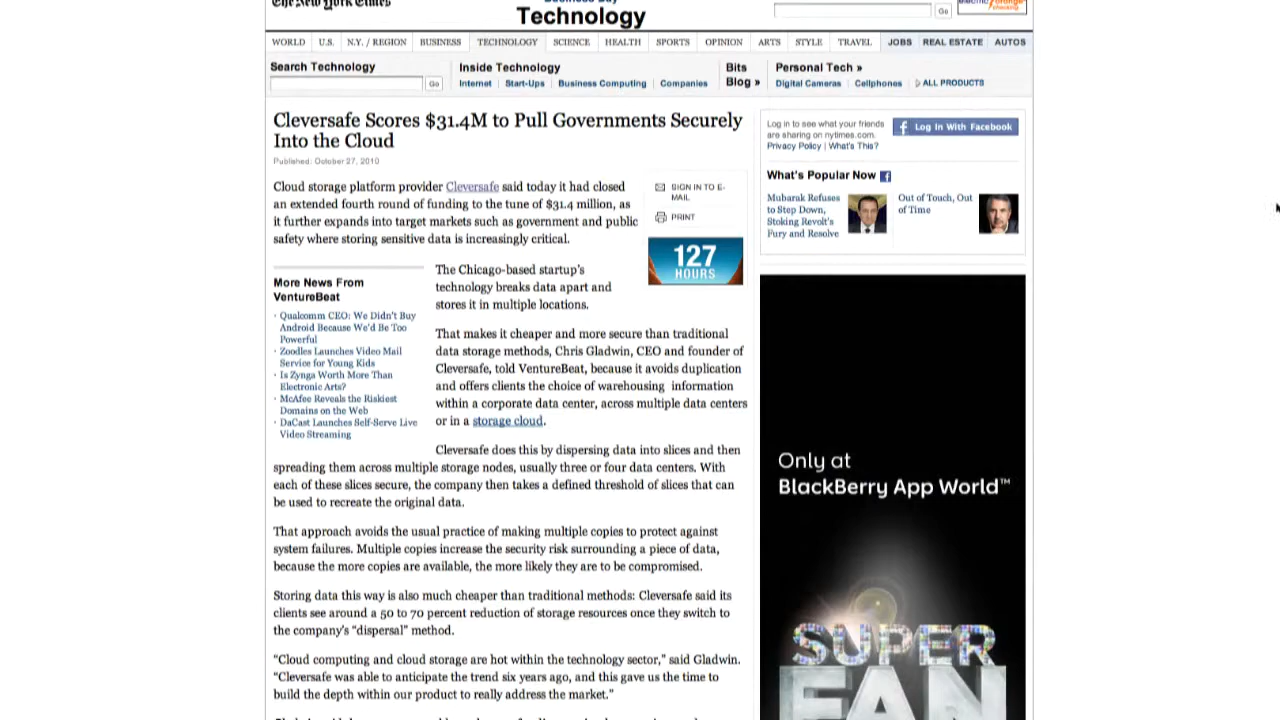 The New York Times
Business Day
Technology
Go
WORLD U.S. N.Y. / REGION BUSINESS TECHNOLOGY SCIENCE HEALTH SPORTS OPINION ARTS STYLE TRAVEL JOBS REAL ESTATE AUTOS
Search Technology
Go
Inside Technology
Internet Start-Ups Business Computing Companies
Bits
Blog »
Personal Tech »
Digital Cameras Cellphones ALL PRODUCTS
Cleversafe Scores $31.4M to Pull Governments Securely
Into the Cloud
Published: October 27, 2010
Cloud storage platform provider Cleversafe said today it had closed
an extended fourth round of funding to the tune of $31.4 million, as
it further expands into target markets such as government and public
safety where storing sensitive data is increasingly critical.
SIGN IN TO E-
MAIL
PRINT
127
HOURS
More News From
VentureBeat
· Qualcomm CEO: We Didn't Buy
Android Because We'd Be Too
Powerful
· Zoodles Launches Video Mail
Service for Young Kids
· Is Zynga Worth More Than
Electronic Arts?
· McAfee Reveals the Riskiest
Domains on the Web
· DaCast Launches Self-Serve Live
Video Streaming
The Chicago-based startup's
technology breaks data apart and
stores it in multiple locations.
That makes it cheaper and more secure than traditional
data storage methods, Chris Gladwin, CEO and founder of
Cleversafe, told VentureBeat, because it avoids duplication
and offers clients the choice of warehousing information
within a corporate data center, across multiple data centers
or in a storage cloud.
Cleversafe does this by dispersing data into slices and then
spreading them across multiple storage nodes, usually three or four data centers. With
each of these slices secure, the company then takes a defined threshold of slices that can
be used to recreate the original data.
That approach avoids the usual practice of making multiple copies to protect against
system failures. Multiple copies increase the security risk surrounding a piece of data,
because the more copies are available, the more likely they are to be compromised.
Storing data this way is also much cheaper than traditional methods: Cleversafe said its
clients see around a 50 to 70 percent reduction of storage resources once they switch to
the company's "dispersal" method.
"Cloud computing and cloud storage are hot within the technology sector," said Gladwin.
"Cleversafe was able to anticipate the trend six years ago, and this gave us the time to
build the depth within our product to really address the market."
Log in to see what your friends
are sharing on nytimes.com.
Privacy Policy | What's This?
f Log In With Facebook
What's Popular Now f
Mubarak Refuses
to Step Down,
Stoking Revolt's
Fury and Resolve
Out of Touch, Out
of Time
Only at
BlackBerry App World™
SUPER
FAN